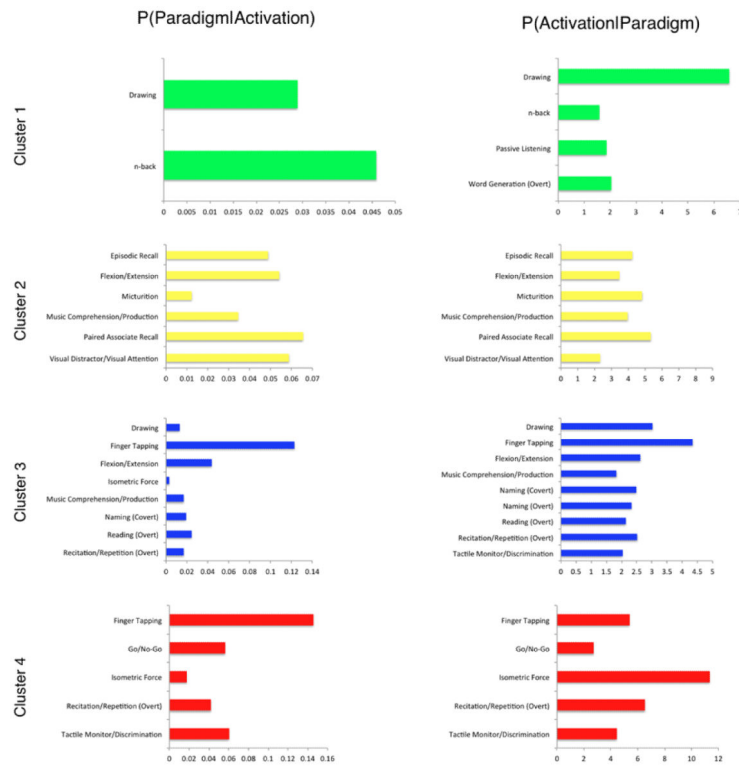 P(Paradigm|Activation)
P(Activation|Paradigm)
Cluster 1
Drawing
n-back
0 0.005 0.01 0.015 0.02 0.025 0.03 0.035 0.04 0.045 0.05
Drawing
n-back
Passive Listening
Word Generation (Overt)
0 1 2 3 4 5 6 7
Cluster 2
Episodic Recall
Flexion/Extension
Micturition
Music Comprehension/Production
Paired Associate Recall
Visual Distractor/Visual Attention
0 0.01 0.02 0.03 0.04 0.05 0.06 0.07
Episodic Recall
Flexion/Extension
Micturition
Music Comprehension/Production
Paired Associate Recall
Visual Distractor/Visual Attention
0 1 2 3 4 5 6 7 8 9
Cluster 3
Drawing
Finger Tapping
Flexion/Extension
Isometric Force
Music Comprehension/Production
Naming (Covert)
Reading (Overt)
Recitation/Repetition (Overt)
0 0.02 0.04 0.06 0.08 0.1 0.12 0.14
Drawing
Finger Tapping
Flexion/Extension
Music Comprehension/Production
Naming (Covert)
Naming (Overt)
Reading (Overt)
Recitation/Repetition (Overt)
Tactile Monitor/Discrimination
0 0.5 1 1.5 2 2.5 3 3.5 4 4.5 5
Cluster 4
Finger Tapping
Go/No-Go
Isometric Force
Recitation/Repetition (Overt)
Tactile Monitor/Discrimination
0 0.02 0.04 0.06 0.08 0.1 0.12 0.14 0.16
Finger Tapping
Go/No-Go
Isometric Force
Recitation/Repetition (Overt)
Tactile Monitor/Discrimination
0 2 4 6 8 10 12